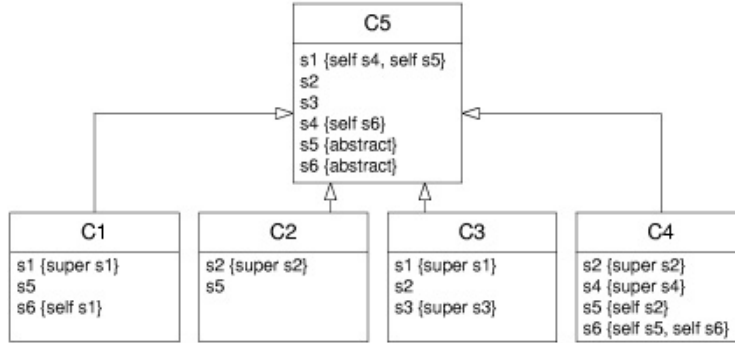 C5
s1 {self s4, self s5}
s2
s3
s4 {self s6}
s5 {abstract}
s6 {abstract}
C1
s1 {super s1}
s5
s6 {self s1}
C2
s2 {super s2}
s5
C3
s1 {super s1}
s2
s3 {super s3}
C4
s2 {super s2}
s4 {super s4}
s5 {self s2}
s6 {self s5, self s6}